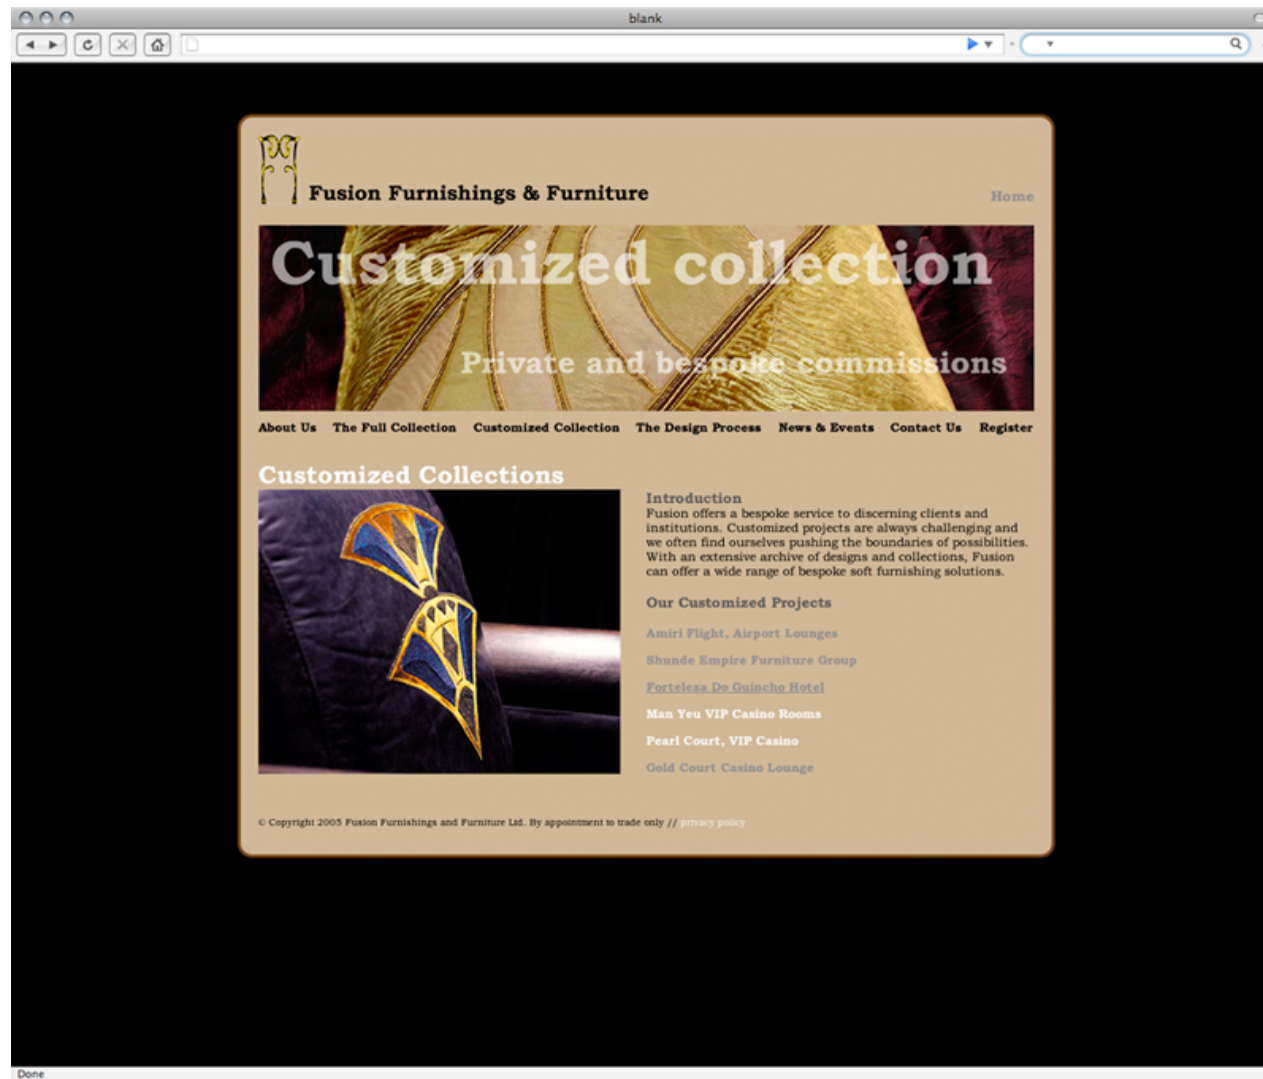 blank
Fusion Furnishings & Furniture
Home
Customized collection
Private and bespoke commissions
About Us The Full Collection Customized Collection The Design Process News & Events Contact Us Register
Customized Collections
Introduction
Fusion offers a bespoke service to discerning clients and
institutions. Customized projects are always challenging and
we often find ourselves pushing the boundaries of possibilities.
With an extensive archive of designs and collections, Fusion
can offer a wide range of bespoke soft furnishing solutions.
Our Customized Projects
Amiri Flight, Airport Lounges
Shunde Empire Furniture Group
Forteleza Do Guincho Hotel
Man Yeu VIP Casino Rooms
Pearl Court, VIP Casino
Gold Court Casino Lounge
© Copyright 2005 Fusion Furnishings and Furniture Ltd. By appointment to trade only // privacy policy
Done